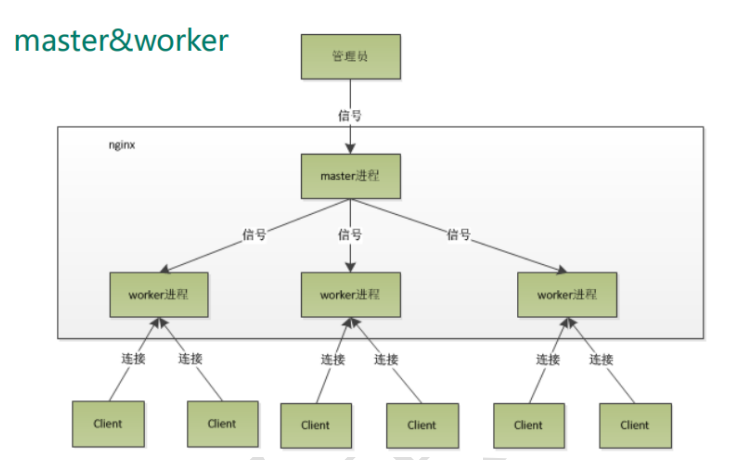 master&worker
管理员
信号
nginx
master进程
信号 信号 信号
worker进程 worker进程 worker进程
连接 连接 连接 连接 连接 连接
Client Client Client Client Client Client